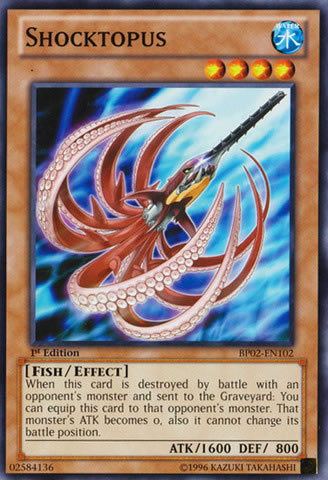 Shocktopus
WATER
水
1st Edition
BP02-EN102
[Fish/Effect]
When this card is destroyed by battle with an
opponent's monster and sent to the Graveyard: You
can equip this card to that opponent's monster. That
monster's ATK becomes 0, also it cannot change its
battle position.
ATK/1600 DEF/ 800
02584136
©1996 KAZUKI TAKAHASHI